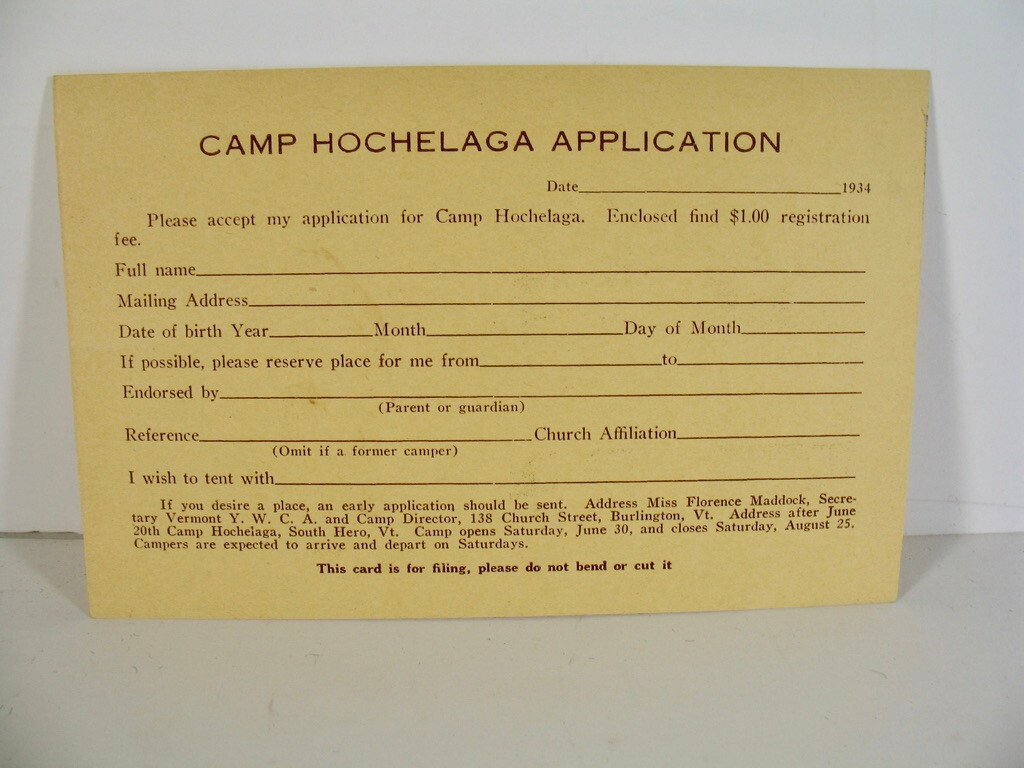 CAMP HOCHELAGA APPLICATION
Date 1934
Please accept my application for Camp Hochelaga. Enclosed find $1.00 registration
fee.
Full name
Mailing Address
Date of birth Year Month Day of Month
If possible, please reserve place for me from to
Endorsed by
(Parent or guardian)
Reference Church Affiliation
(Omit if a former camper)
I wish to tent with
If you desire a place, an early application should be sent. Address Miss Florence Maddock, Secre-
tary Vermont Y. W. C. A. and Camp Director, 138 Church Street, Burlington, Vt. Address after June
20th Camp Hochelaga, South Hero, Vt. Camp opens Saturday, June 30, and closes Saturday, August 25.
Campers are expected to arrive and depart on Saturdays.
This card is for filing, please do not bend or cut it